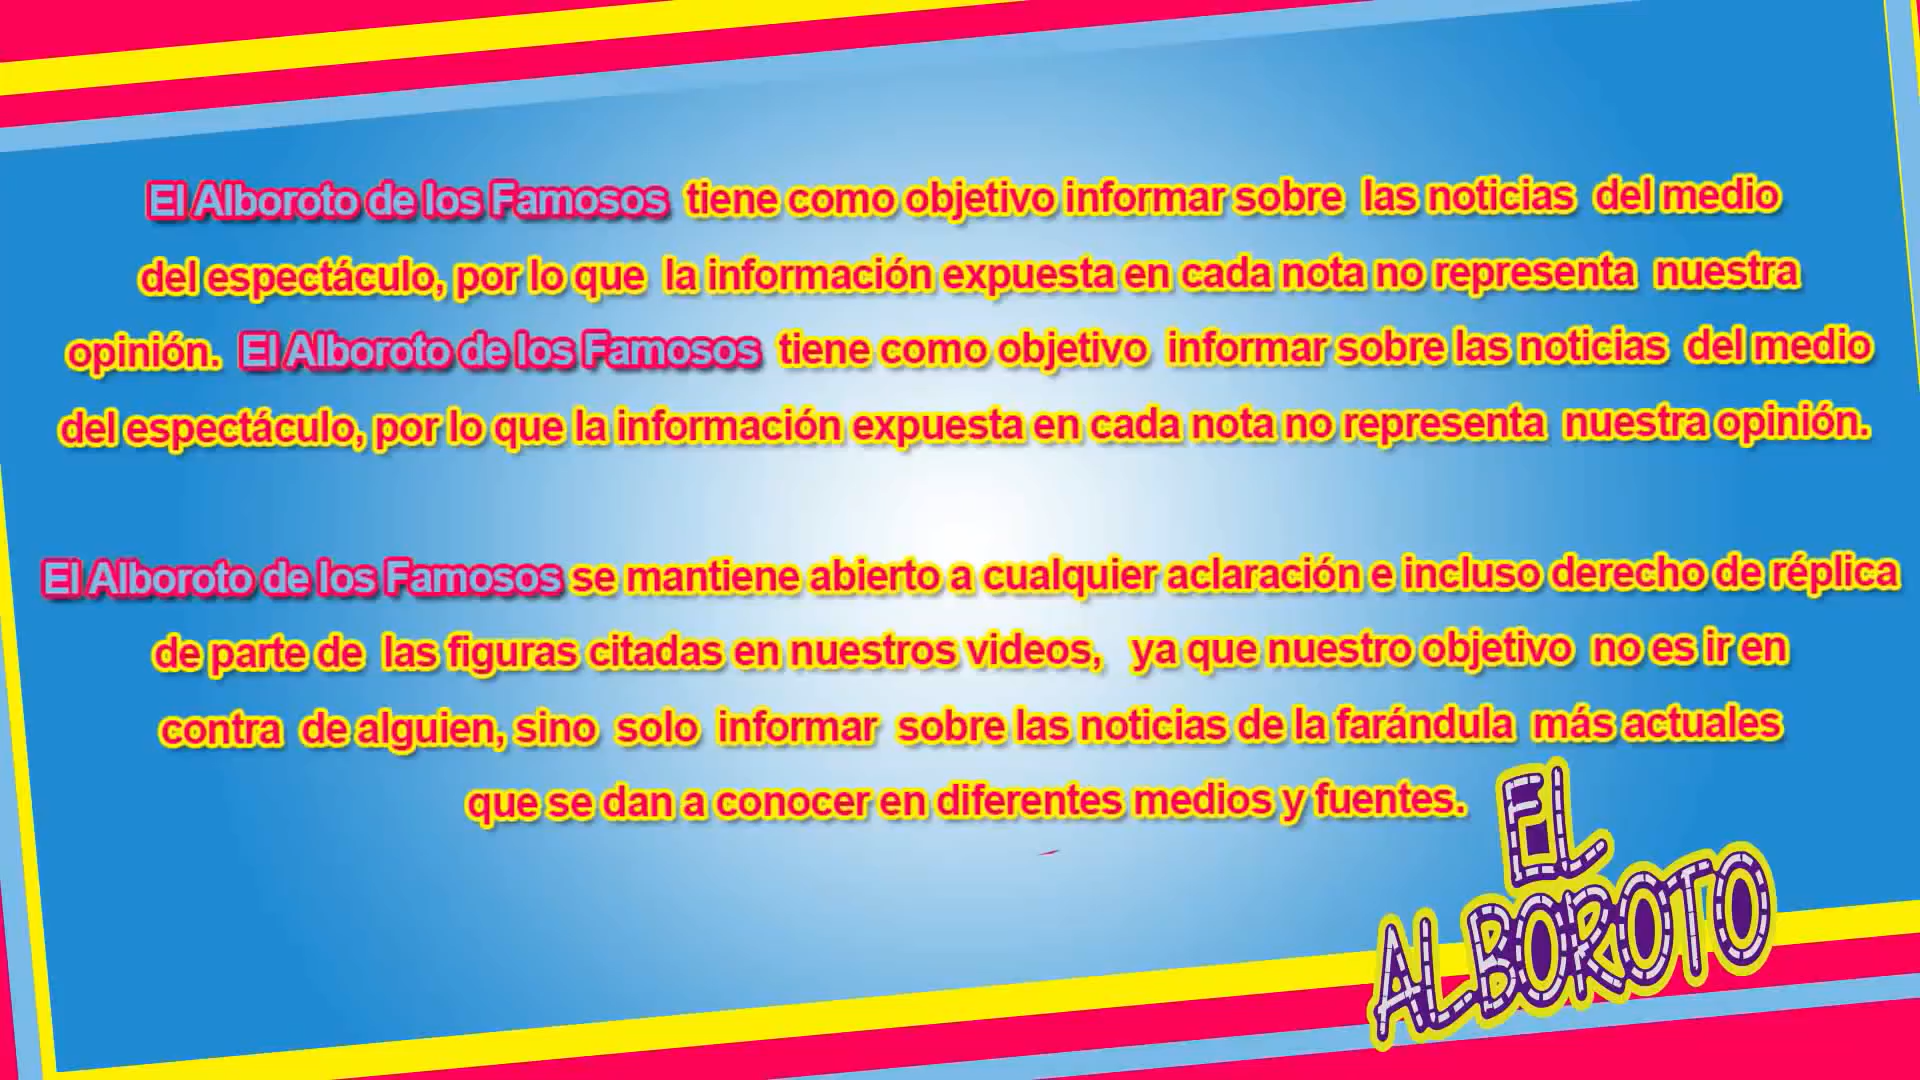 El Alboroto de los Famosos tiene como objetivo informar sobre las noticias del medio
del espectáculo, por lo que la información expuesta en cada nota no representa nuestra
opinión. El Alboroto de los Famosos tiene como objetivo informar sobre las noticias del medio
del espectáculo, por lo que la información expuesta en cada nota no representa nuestra opinión.
El Alboroto de los Famosos se mantiene abierto a cualquier aclaración e incluso derecho de réplica
de parte de las figuras citadas en nuestros videos, ya que nuestro objetivo no es ir en
contra de alguien, sino solo informar sobre las noticias de la farándula más actuales
que se dan a conocer en diferentes medios y fuentes.
EL
ALBOROTO